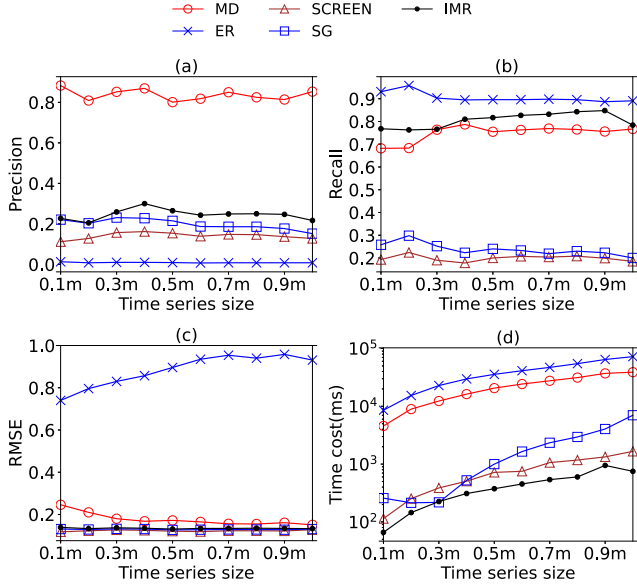 MD SCREEN IMR
ER SG
(a) (b)
Precision
0.8
0.6
0.4
0.2
0.0
0.1m 0.3m 0.5m 0.7m 0.9m
Time series size
Recall
0.9
0.8
0.7
0.6
0.5
0.4
0.3
0.2
0.1m 0.3m 0.5m 0.7m 0.9m
Time series size
(c) (d)
RMSE
1.0
0.8
0.6
0.4
0.2
0.1m 0.3m 0.5m 0.7m 0.9m
Time series size
Time cost(ms)
10^5
10^4
10^3
10^2
0.1m 0.3m 0.5m 0.7m 0.9m
Time series size